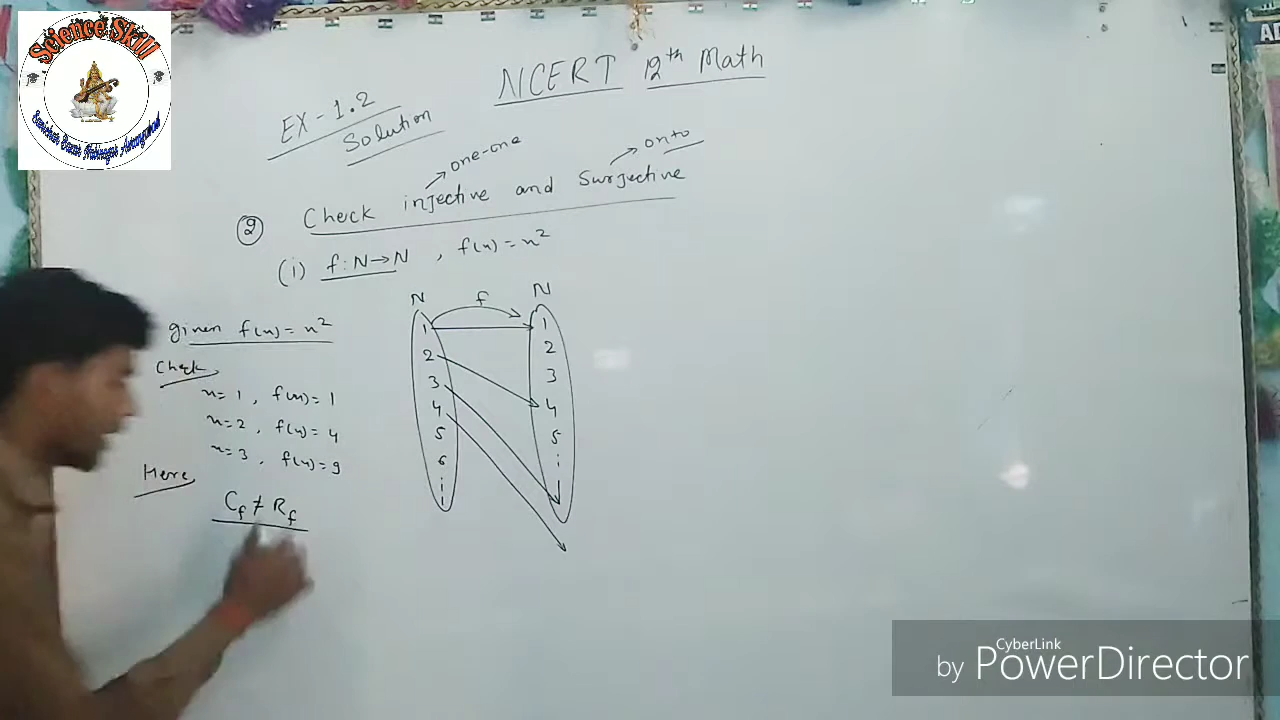 Science Skill
NCERT 12th Math
EX-1.2
Solution
one-one
onto
② Check injective and Surjective
(i) f:N→N , f(n)=n²
given f(n)=n²
Check
n=1, f(n)=1
n=2, f(n)=4
n=3, f(n)=9
Here
Cf≠Rf
N f N
1 1
2 2
3 3
4 4
5 5
6
CyberLink
by PowerDirector